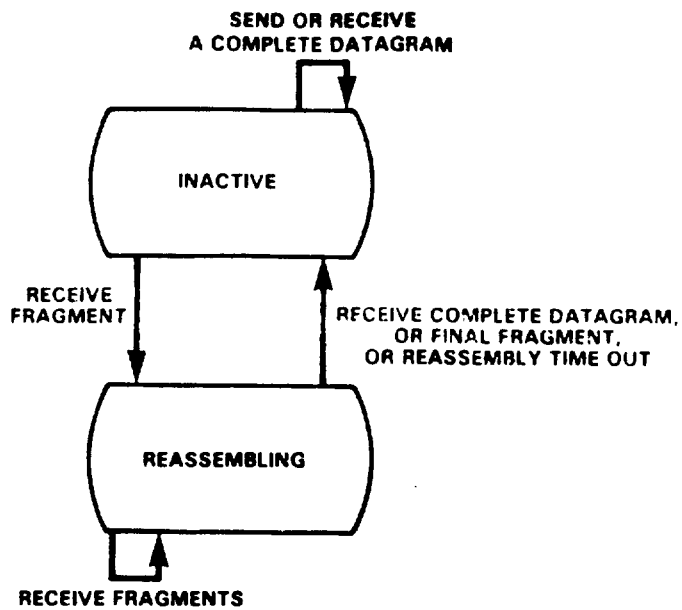 SEND OR RECEIVE
A COMPLETE DATAGRAM
INACTIVE
RECEIVE
FRAGMENT
RECEIVE COMPLETE DATAGRAM,
OR FINAL FRAGMENT,
OR REASSEMBLY TIME OUT
REASSEMBLING
RECEIVE FRAGMENTS